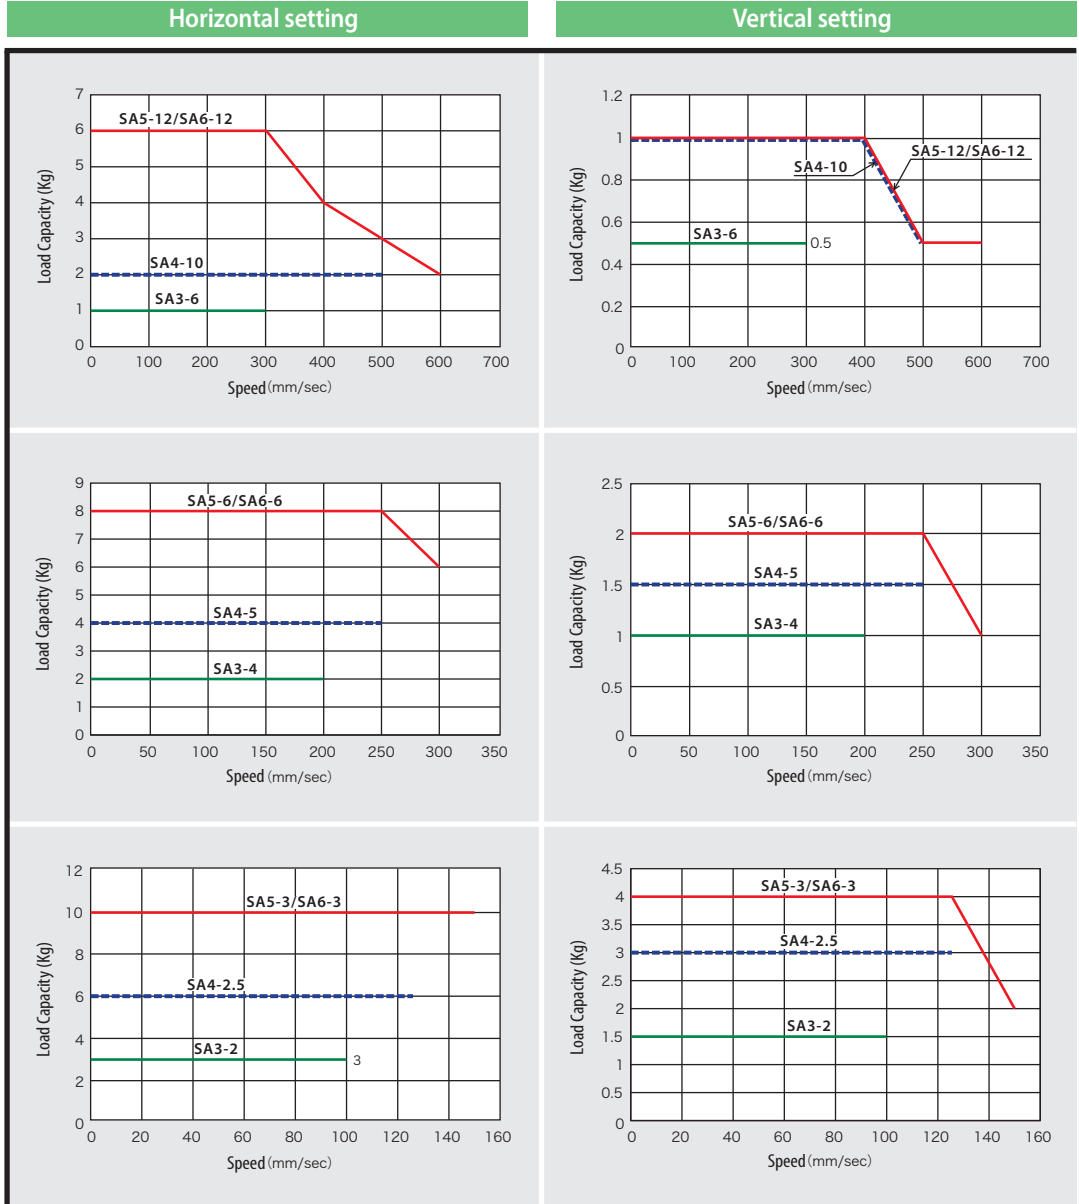 Horizontal setting
Vertical setting
Load Capacity (Kg)
7
6
5
4
3
2
1
0
SA5-12/SA6-12
SA4-10
SA3-6
0 100 200 300 400 500 600 700
Speed (mm/sec)
Load Capacity (Kg)
1.2
1
0.8
0.6
0.4
0.2
0
SA5-12/SA6-12
SA4-10
SA3-6
0.5
0 100 200 300 400 500 600 700
Speed (mm/sec)
Load Capacity (Kg)
9
8
7
6
5
4
3
2
1
0
SA5-6/SA6-6
SA4-5
SA3-4
0 50 100 150 200 250 300 350
Speed (mm/sec)
Load Capacity (Kg)
2.5
2
1.5
1
0.5
0
SA5-6/SA6-6
SA4-5
SA3-4
0 50 100 150 200 250 300 350
Speed (mm/sec)
Load Capacity (Kg)
12
10
8
6
4
2
0
SA5-3/SA6-3
SA4-2.5
SA3-2
3
0 20 40 60 80 100 120 140 160
Speed (mm/sec)
Load Capacity (Kg)
4.5
4
3.5
3
2.5
2
1.5
1
0.5
0
SA5-3/SA6-3
SA4-2.5
SA3-2
0 20 40 60 80 100 120 140 160
Speed (mm/sec)